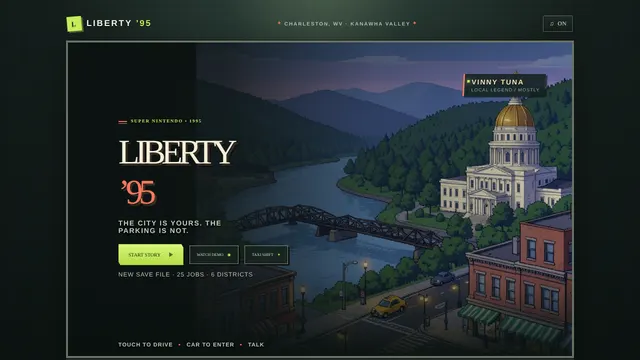 L LIBERTY '95
CHARLESTON, WV · KANAWHA VALLEY
♫ ON
VINNY TUNA
LOCAL LEGEND / MOSTLY
SUPER NINTENDO • 1995
LIBERTY
'95
THE CITY IS YOURS. THE
PARKING IS NOT.
START STORY
WATCH DEMO
TAXI SHIFT
NEW SAVE FILE · 25 JOBS · 6 DISTRICTS
TOUCH TO DRIVE • CAR TO ENTER • TALK